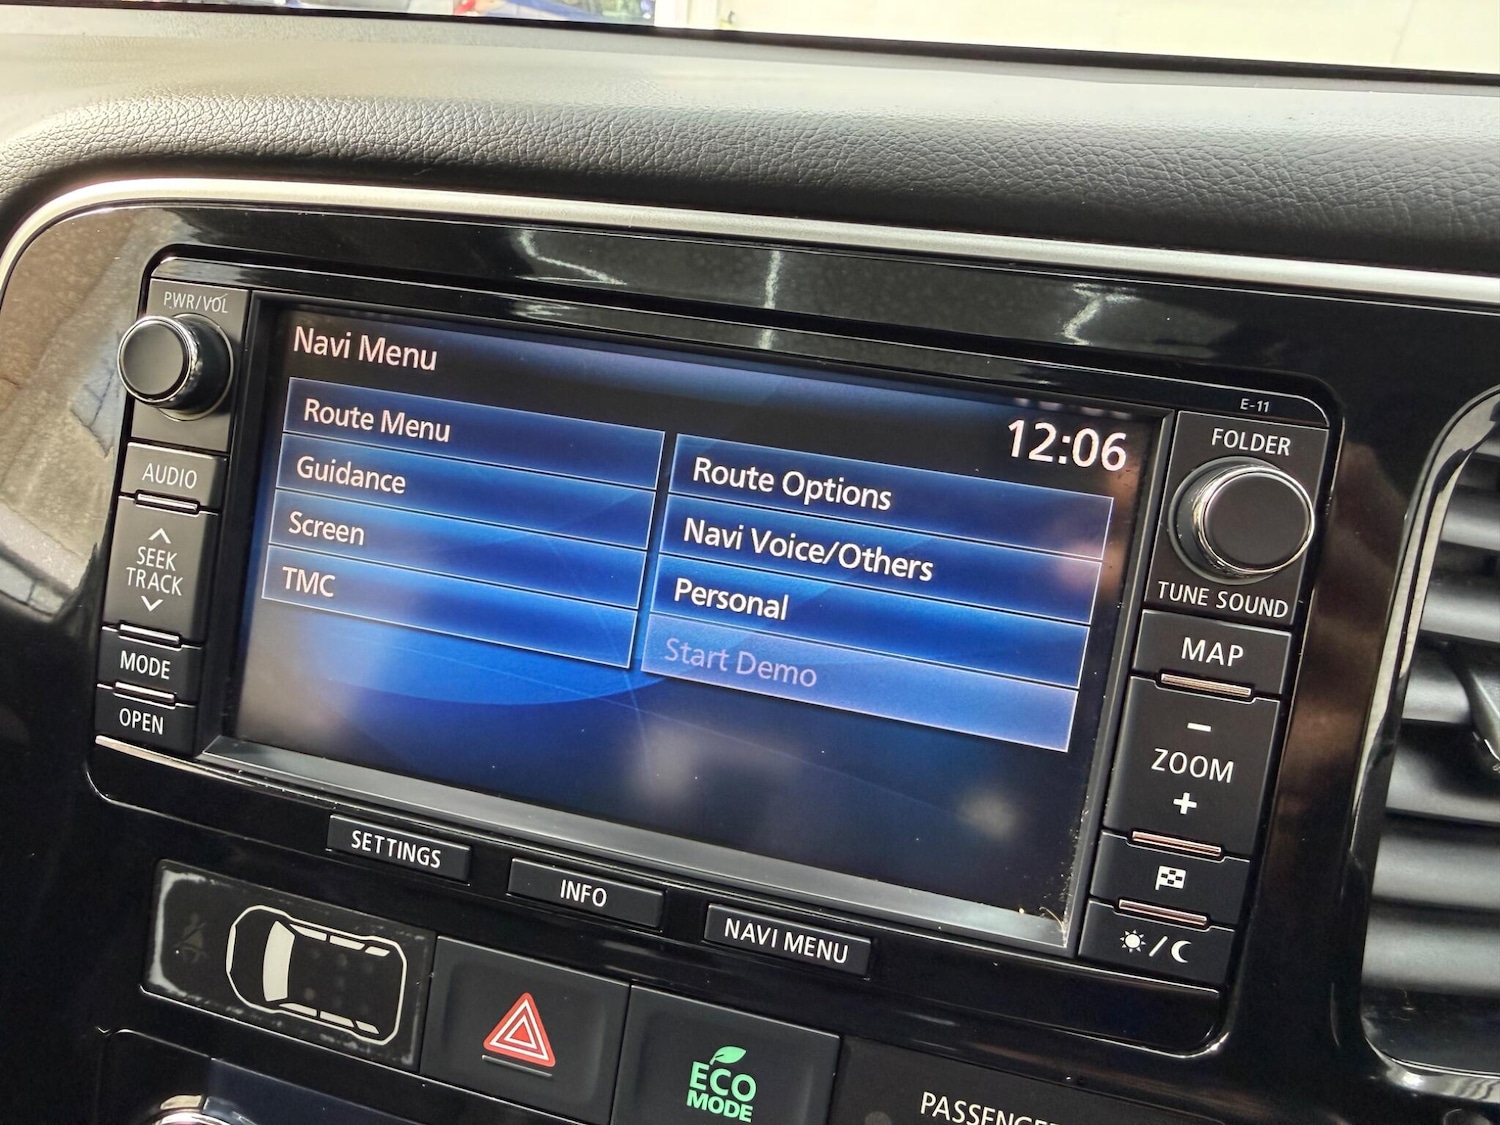 PWR/VOL
AUDIO
SEEK
TRACK
MODE
OPEN
Navi Menu
12:06
Route Menu
Guidance
Screen
TMC
Route Options
Navi Voice/Others
Personal
Start Demo
E-11
FOLDER
TUNE SOUND
MAP
- 
ZOOM
+
SETTINGS
INFO
NAVI MENU
ECO
MODE